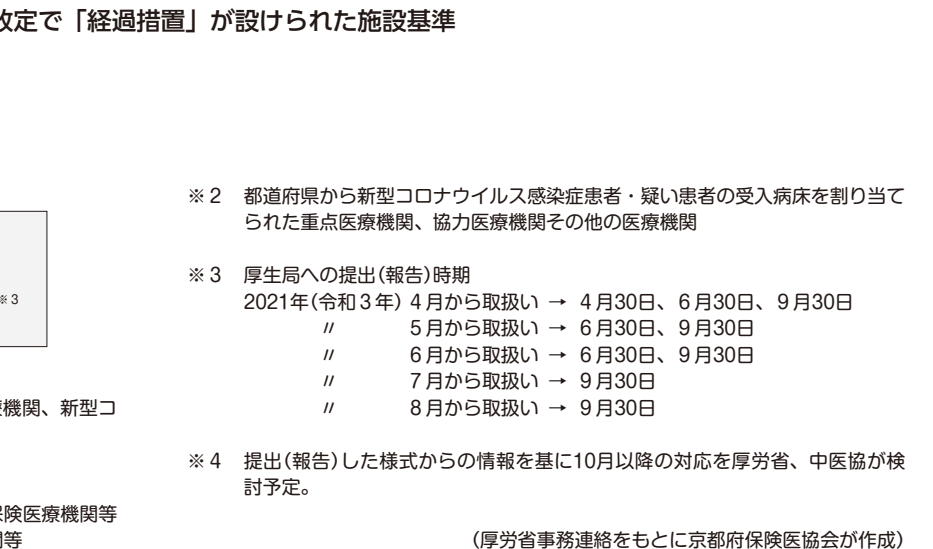 改定で「経過措置」が設けられた施設基準
※2 都道府県から新型コロナウイルス感染症患者・疑い患者の受入病床を割り当て
られた重点医療機関、協力医療機関その他の医療機関
※3
※3 厚生局への提出(報告)時期
2021年(令和3年) 4月から取扱い → 4月30日、6月30日、9月30日
〃 5月から取扱い → 6月30日、9月30日
〃 6月から取扱い → 6月30日、9月30日
〃 7月から取扱い → 9月30日
〃 8月から取扱い → 9月30日
療機関、新型コ
※4 提出(報告)した様式からの情報を基に10月以降の対応を厚労省、中医協が検
討予定。
保険医療機関等
関等
(厚労省事務連絡をもとに京都府保険医協会が作成)